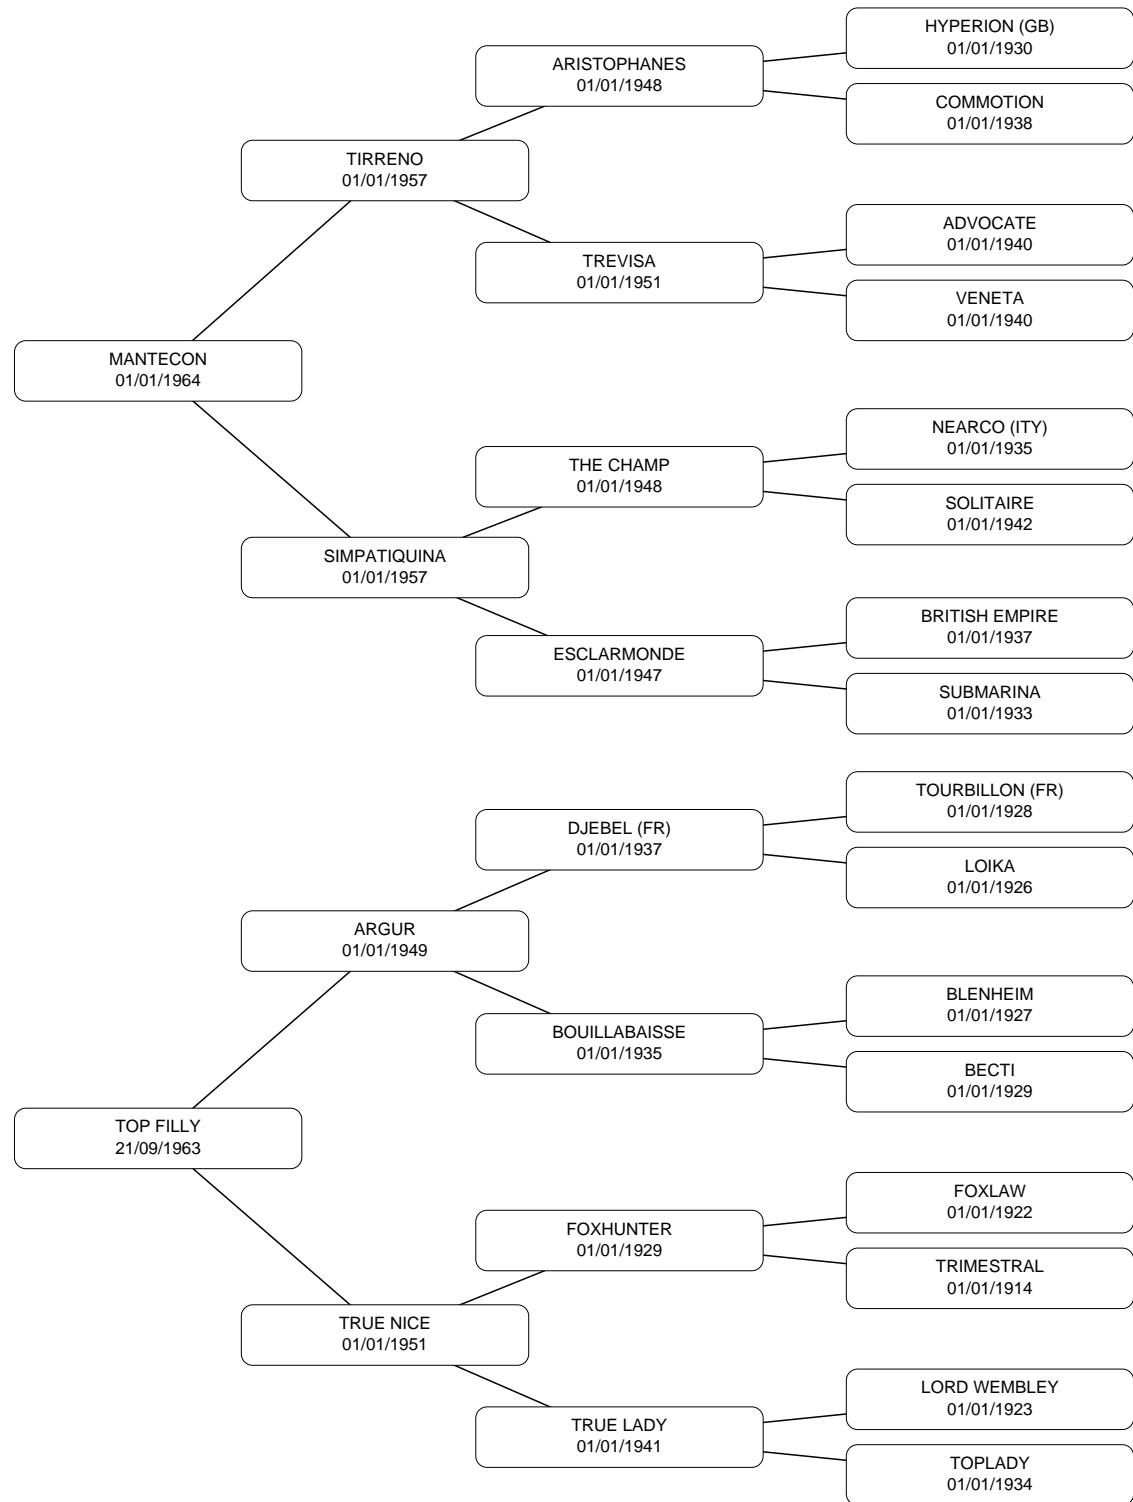 HYPERION (GB)
01/01/1930
ARISTOPHANES
01/01/1948
COMMOTION
01/01/1938
TIRRENO
01/01/1957
ADVOCATE
01/01/1940
TREVISA
01/01/1951
VENETA
01/01/1940
MANTECON
01/01/1964
NEARCO (ITY)
01/01/1935
THE CHAMP
01/01/1948
SOLITAIRE
01/01/1942
SIMPATIQUINA
01/01/1957
BRITISH EMPIRE
01/01/1937
ESCLARMONDE
01/01/1947
SUBMARINA
01/01/1933
TOURBILLON (FR)
01/01/1928
DJEBEL (FR)
01/01/1937
LOIKA
01/01/1926
ARGUR
01/01/1949
BLENHEIM
01/01/1927
BOUILLABAISSE
01/01/1935
BECTI
01/01/1929
TOP FILLY
21/09/1963
FOXLAW
01/01/1922
FOXHUNTER
01/01/1929
TRIMESTRAL
01/01/1914
TRUE NICE
01/01/1951
LORD WEMBLEY
01/01/1923
TRUE LADY
01/01/1941
TOPLADY
01/01/1934